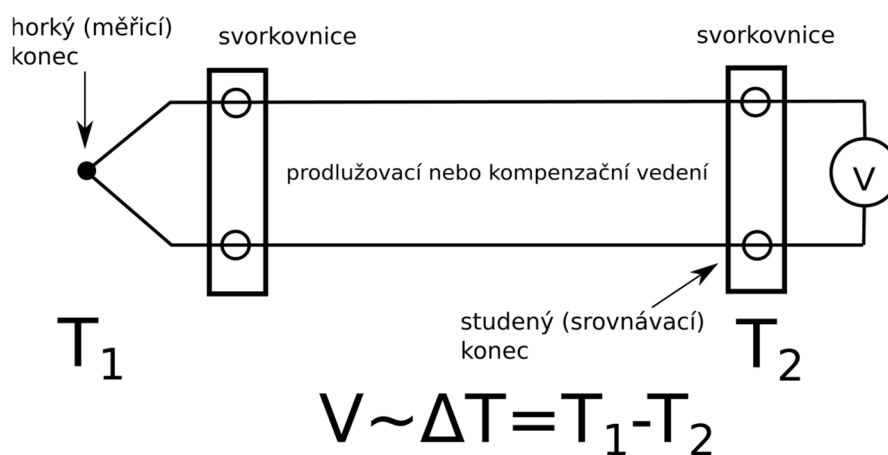 horký (měřicí)
konec
svorkovnice
svorkovnice
prodlužovací nebo kompenzační vedení
V
studený (srovnávací)
konec
T₁
T₂
V~ΔT=T₁-T₂